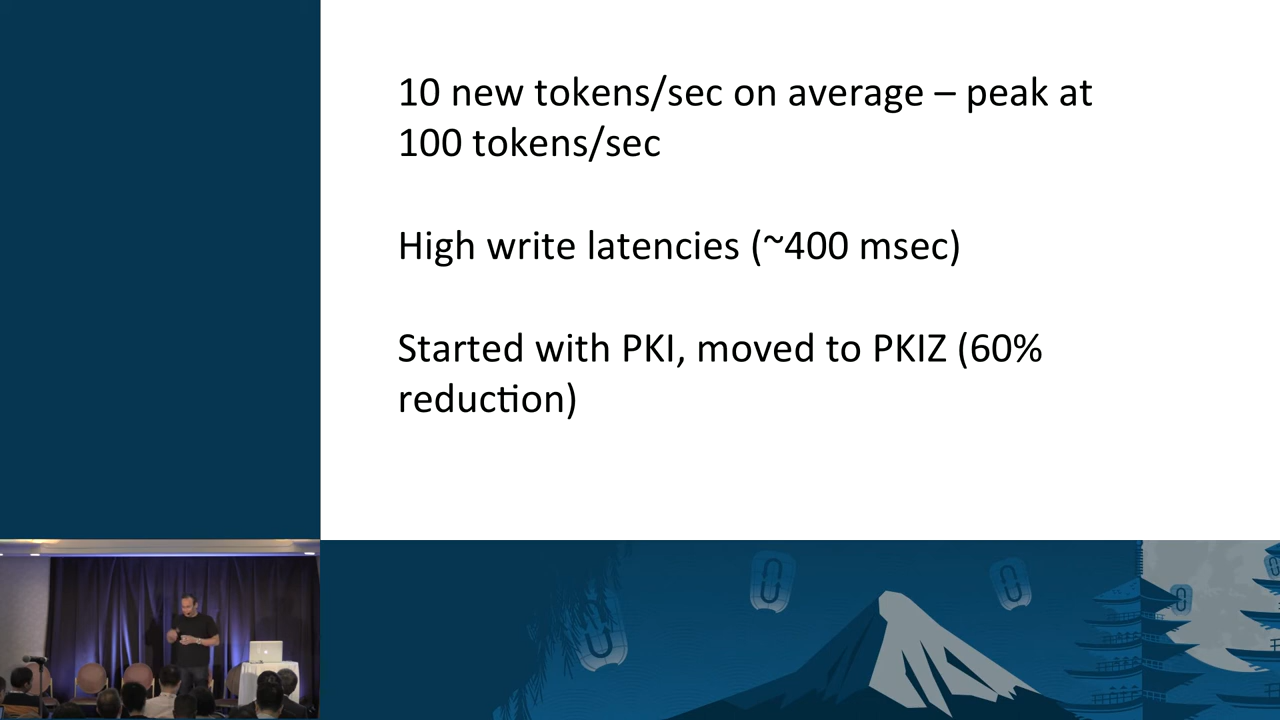 10 new tokens/sec on average – peak at
100 tokens/sec
High write latencies (~400 msec)
Started with PKI, moved to PKIZ (60%
reduction)